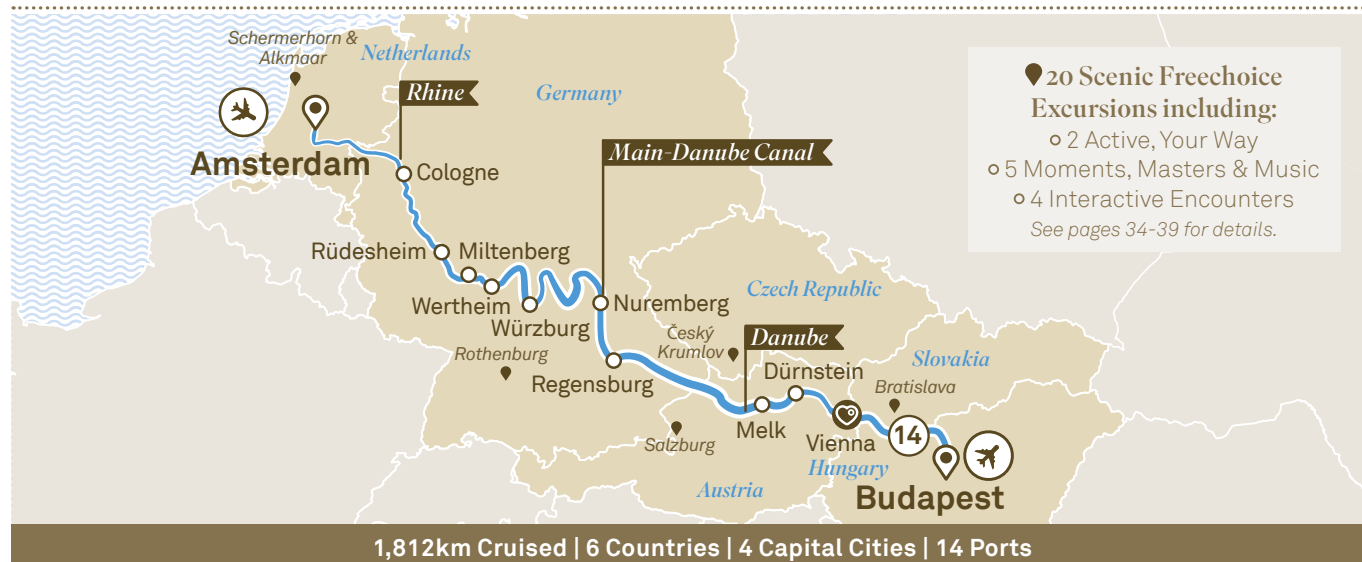 Schermerhorn &
Alkmaar
Netherlands
Rhine
Germany
Amsterdam
Cologne
Main-Danube Canal
Rüdesheim
Miltenberg
Wertheim
Würzburg
Nuremberg
Czech Republic
Rothenburg
Český
Krumlov
Danube
Regensburg
Dürnstein
Slovakia
Bratislava
Salzburg
Melk
Vienna
14
Hungary
Austria
Budapest
20 Scenic Freechoice
Excursions including:
2 Active, Your Way
5 Moments, Masters & Music
4 Interactive Encounters
See pages 34-39 for details.
1,812km Cruised | 6 Countries | 4 Capital Cities | 14 Ports